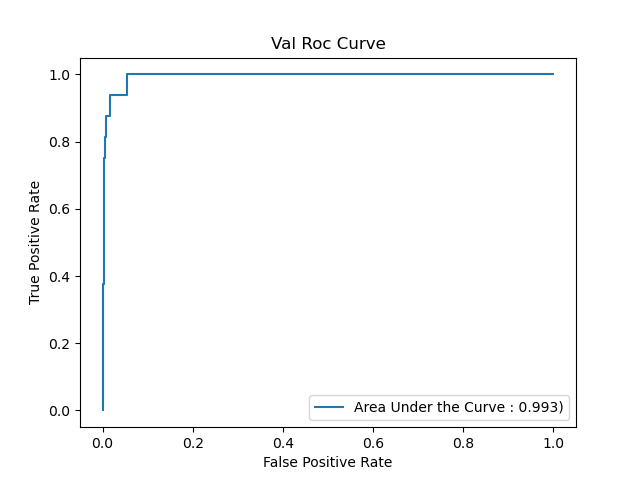 Val Roc Curve
True Positive Rate
1.0
0.8
0.6
0.4
0.2
0.0
Area Under the Curve : 0.993)
0.0 0.2 0.4 0.6 0.8 1.0
False Positive Rate